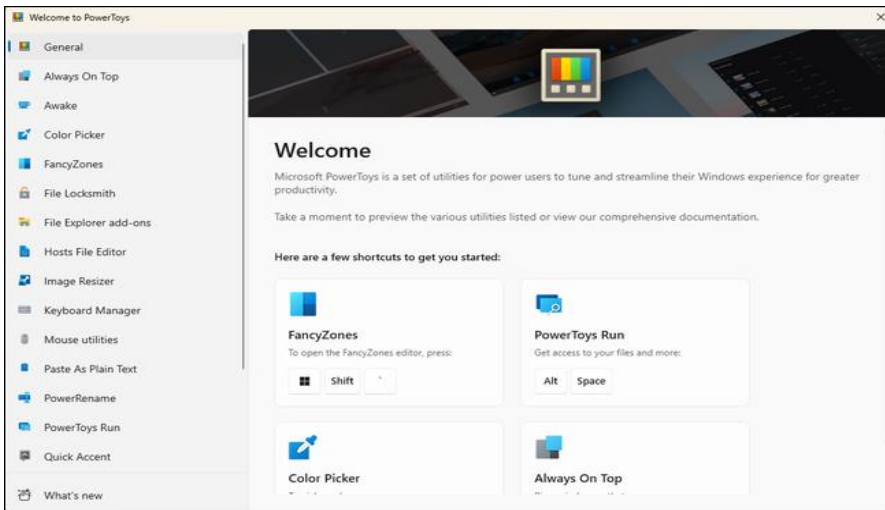 Welcome to PowerToys
General
Always On Top
Awake
Color Picker
FancyZones
File Locksmith
File Explorer add-ons
Hosts File Editor
Image Resizer
Keyboard Manager
Mouse utilities
Paste As Plain Text
PowerRename
PowerToys Run
Quick Accent
What's new
Welcome
Microsoft PowerToys is a set of utilities for power users to tune and streamline their Windows experience for greater
productivity.
Take a moment to preview the various utilities listed or view our comprehensive documentation.
Here are a few shortcuts to get you started:
FancyZones
To open the FancyZones editor, press:
Shift `
PowerToys Run
Get access to your files and more:
Alt Space
Color Picker
Always On Top